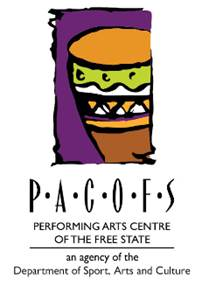 P·A·C·O·F·S
PERFORMING ARTS CENTRE
OF THE FREE STATE
an agency of the
Department of Sport, Arts and Culture